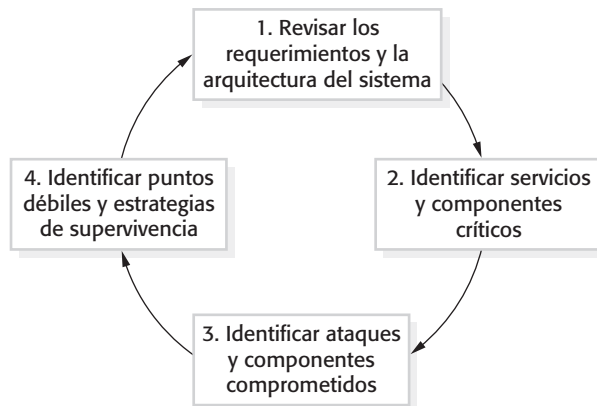 1. Revisar los
requerimientos y la
arquitectura del sistema
2. Identificar servicios
y componentes
críticos
3. Identificar ataques
y componentes
comprometidos
4. Identificar puntos
débiles y estrategias
de supervivencia